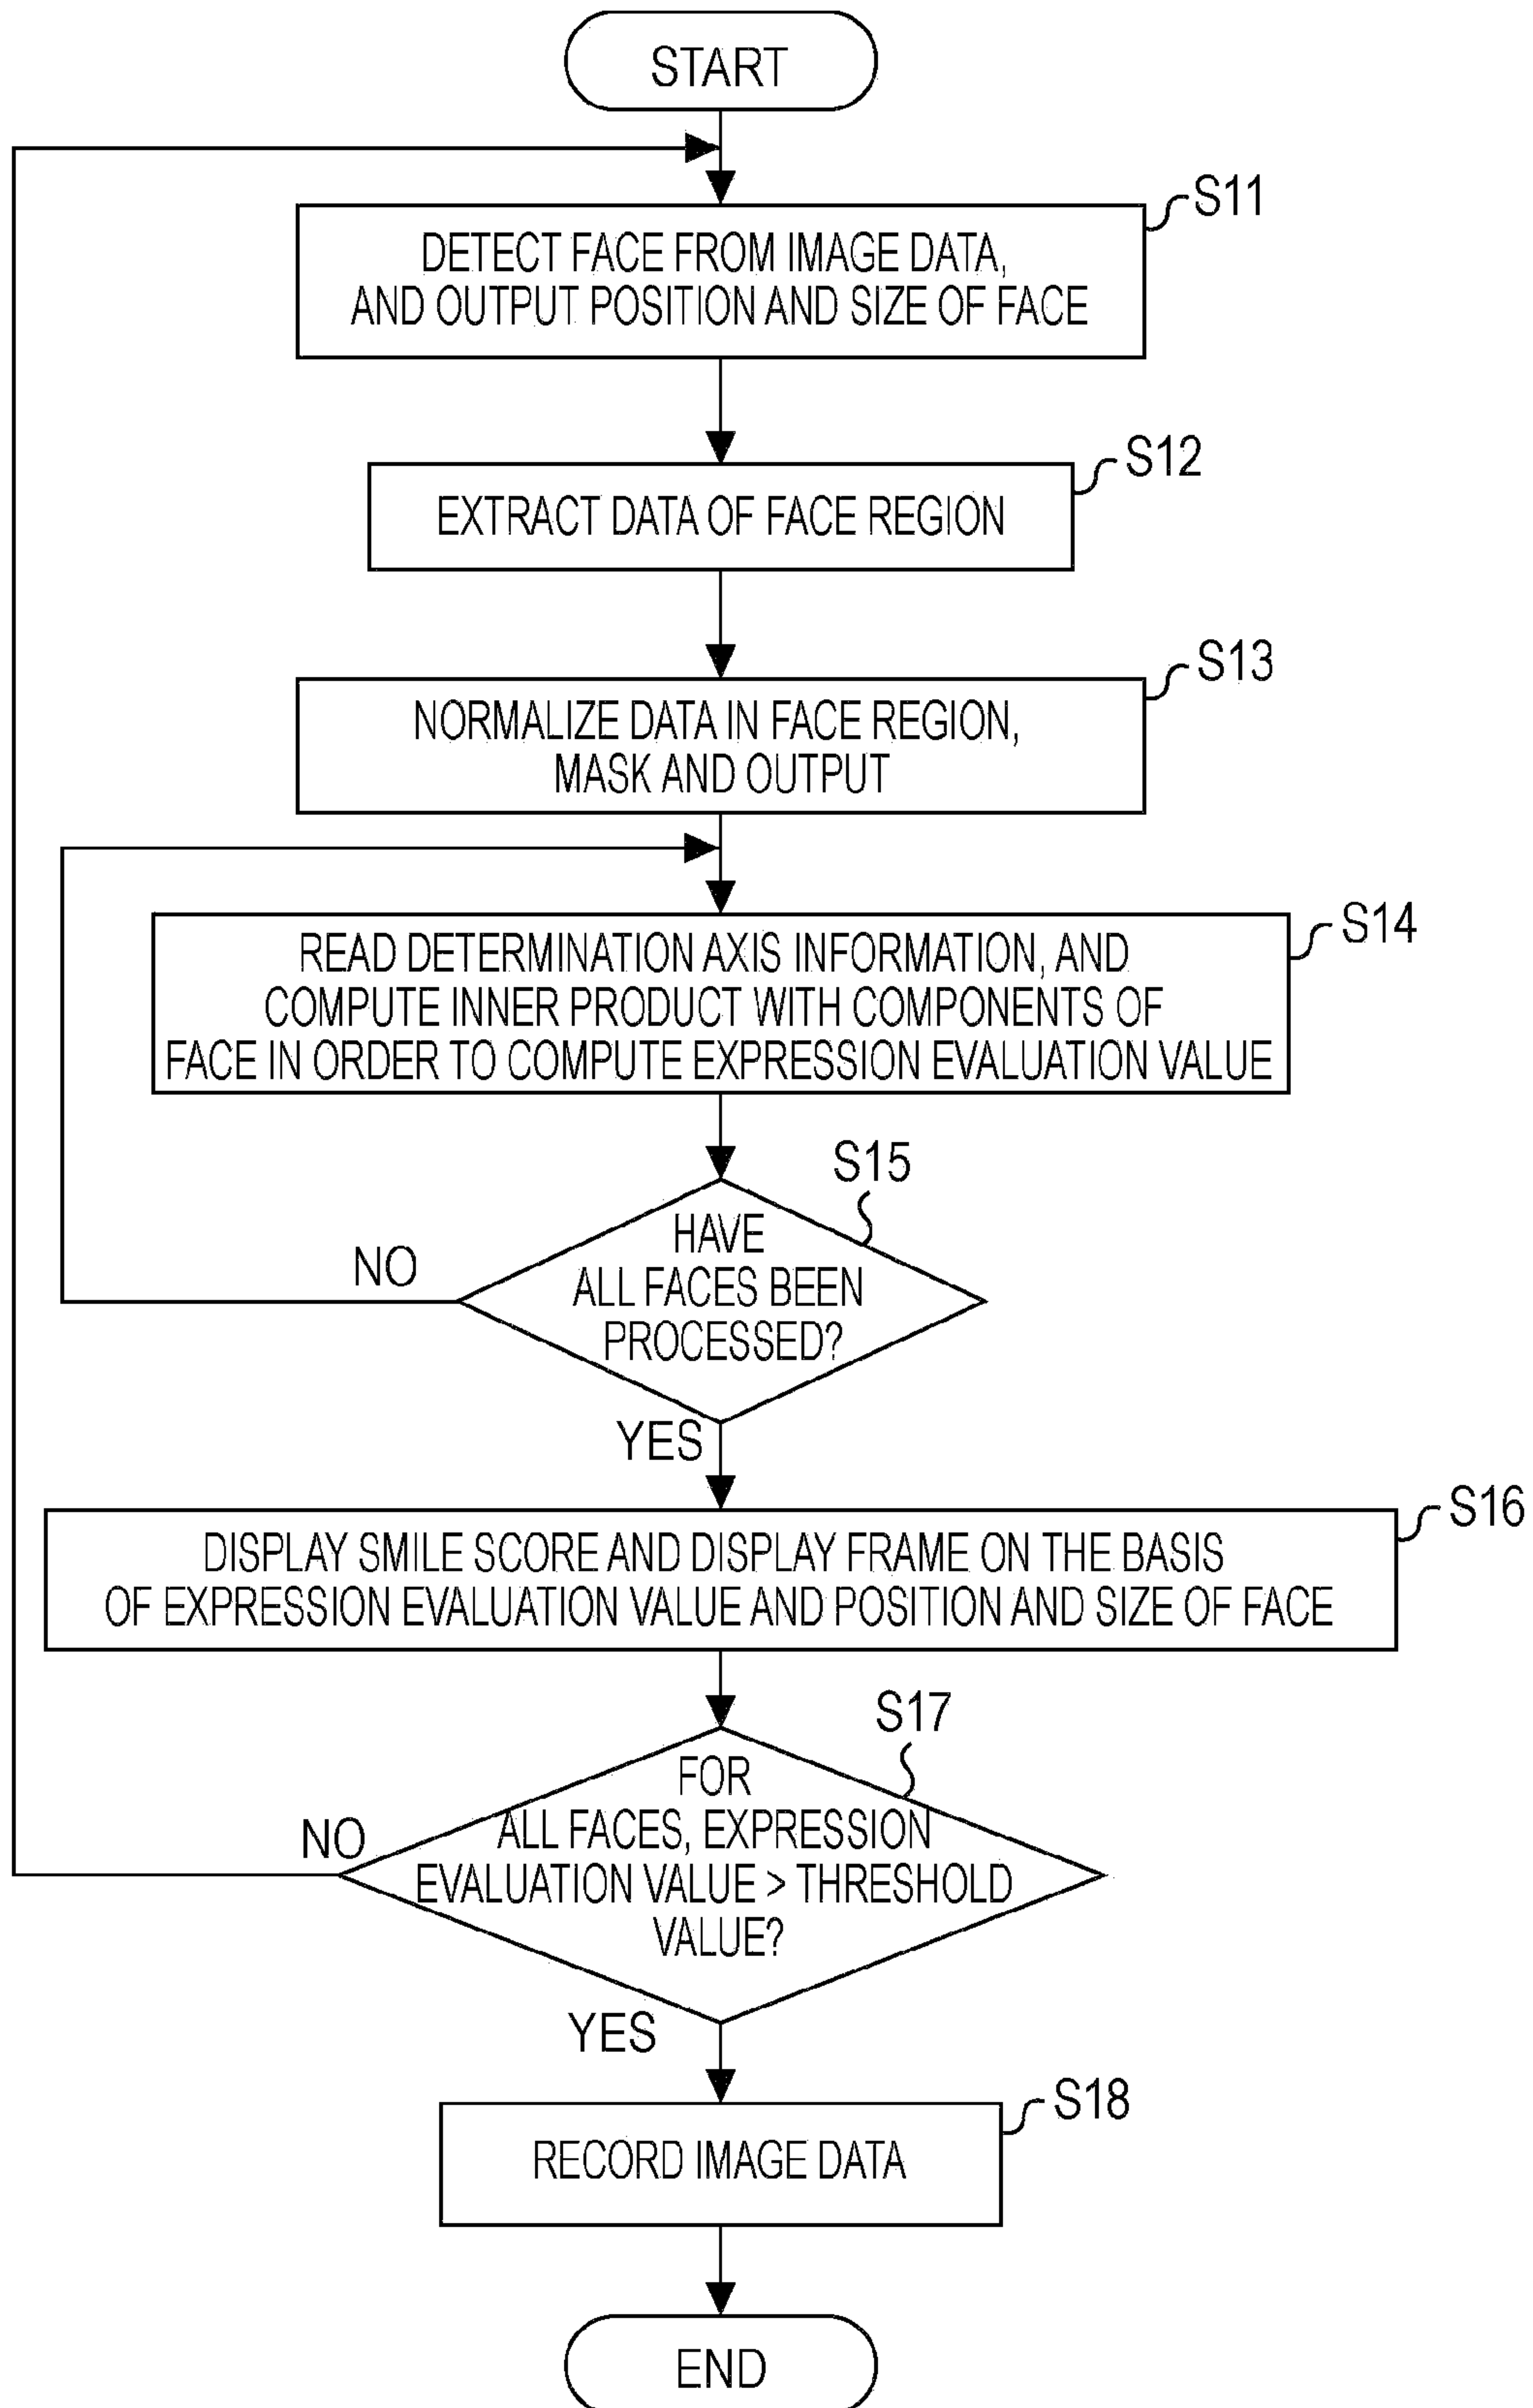 START
S11
DETECT FACE FROM IMAGE DATA,
AND OUTPUT POSITION AND SIZE OF FACE
S12
EXTRACT DATA OF FACE REGION
S13
NORMALIZE DATA IN FACE REGION,
MASK AND OUTPUT
S14
READ DETERMINATION AXIS INFORMATION, AND
COMPUTE INNER PRODUCT WITH COMPONENTS OF
FACE IN ORDER TO COMPUTE EXPRESSION EVALUATION VALUE
S15
HAVE
ALL FACES BEEN
PROCESSED?
NO
YES
S16
DISPLAY SMILE SCORE AND DISPLAY FRAME ON THE BASIS
OF EXPRESSION EVALUATION VALUE AND POSITION AND SIZE OF FACE
S17
FOR
ALL FACES, EXPRESSION
EVALUATION VALUE > THRESHOLD
VALUE?
NO
YES
S18
RECORD IMAGE DATA
END